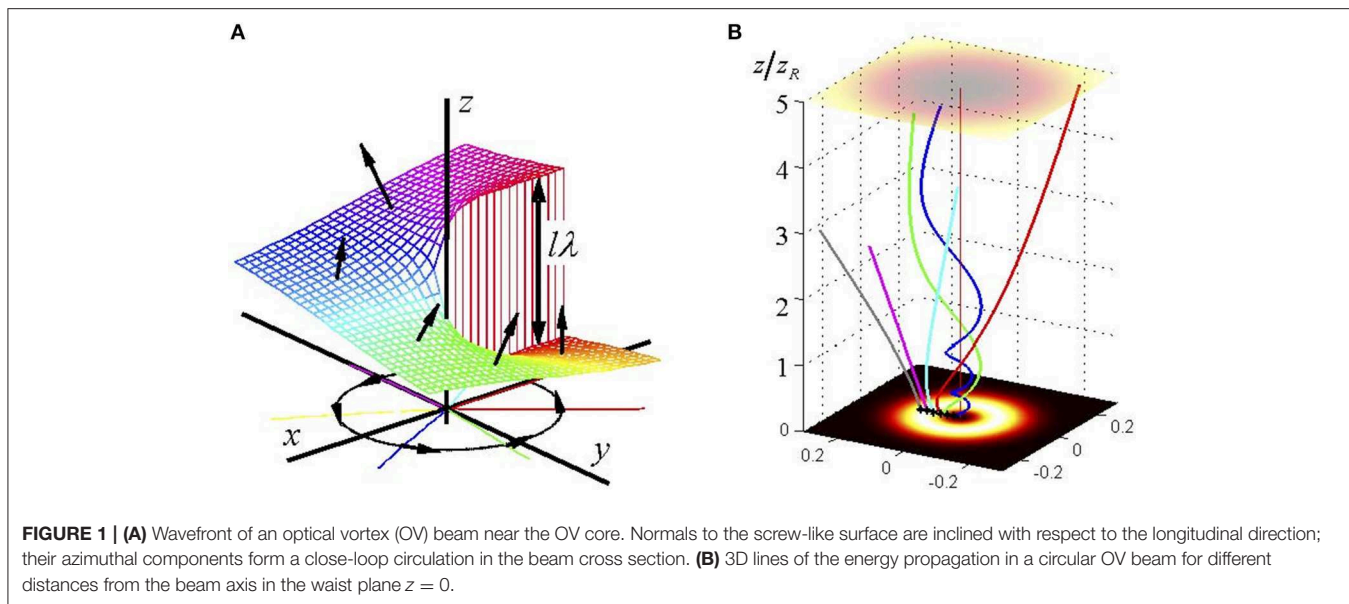 A
B
z
lλ
x
y
z/z_R
5
4
3
2
1
0
0.2
0
-0.2
-0.2
0
0.2
FIGURE 1 | (A) Wavefront of an optical vortex (OV) beam near the OV core. Normals to the screw-like surface are inclined with respect to the longitudinal direction;
their azimuthal components form a close-loop circulation in the beam cross section. (B) 3D lines of the energy propagation in a circular OV beam for different
distances from the beam axis in the waist plane z = 0.